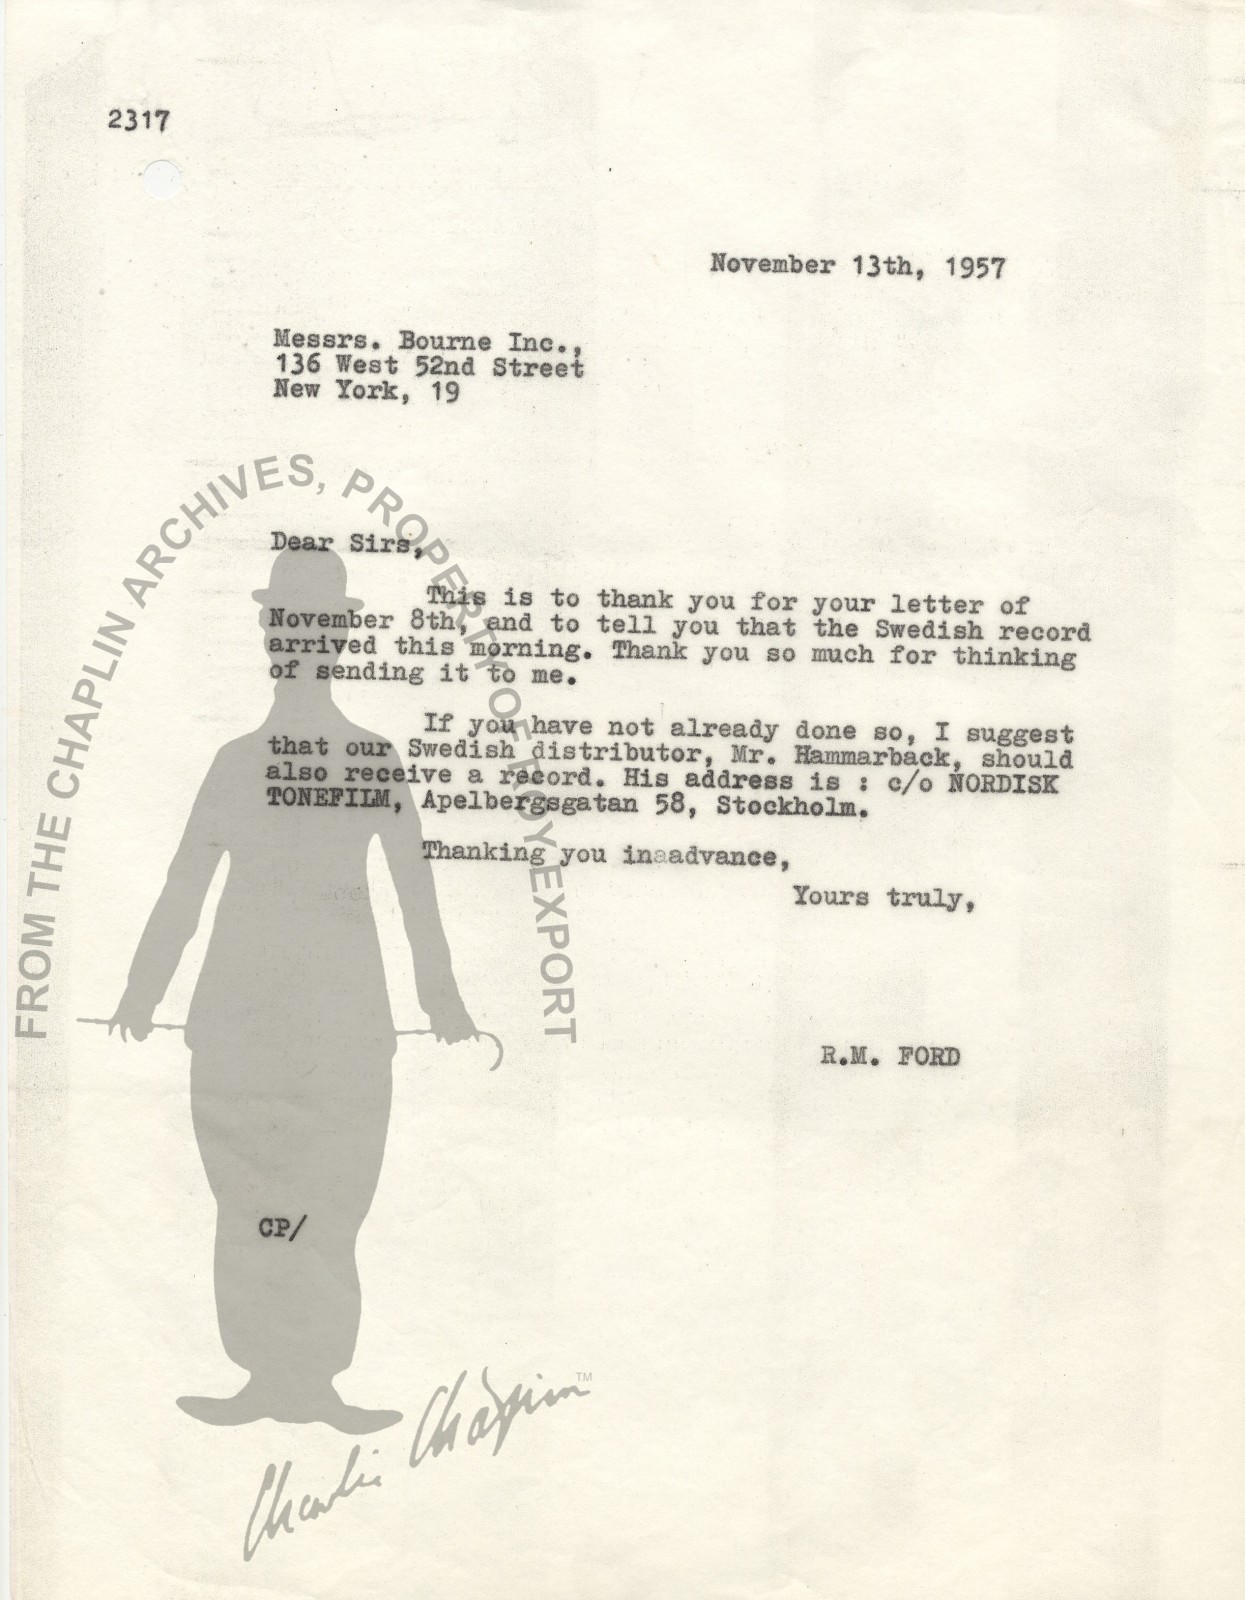 2317
November 13th, 1957
Messrs. Bourne Inc.,
136 West 52nd Street
New York, 19
FROM THE CHAPLIN ARCHIVES, PROPERTY OF ROY EXPORT
Dear Sirs,
This is to thank you for your letter of
November 8th, and to tell you that the Swedish record
arrived this morning. Thank you so much for thinking
of sending it to me.
If you have not already done so, I suggest
that our Swedish distributor, Mr. Hammarback, should
also receive a record. His address is : c/o NORDISK
TONEFILM, Apelbergsgatan 58, Stockholm.
Thanking you inaadvance,
Yours truly,
R.M. FORD
CP/
Charlie Chaplin™